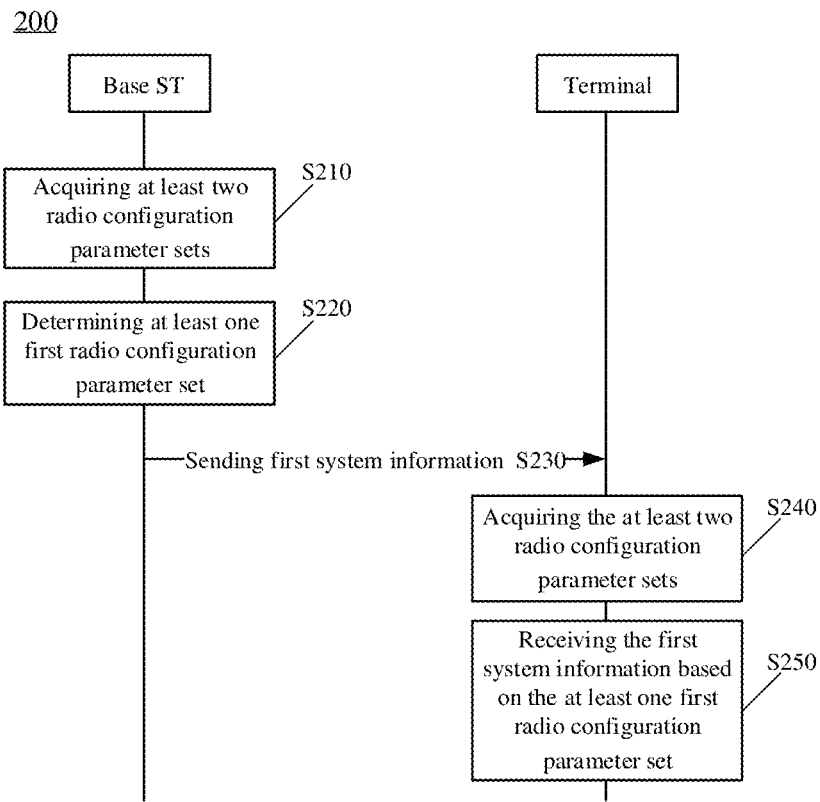 200
Base ST
Terminal
S210
Acquiring at least two
radio configuration
parameter sets
S220
Determining at least one
first radio configuration
parameter set
Sending first system information S230
S240
Acquiring the at least two
radio configuration
parameter sets
S250
Receiving the first
system information based
on the at least one first
radio configuration
parameter set